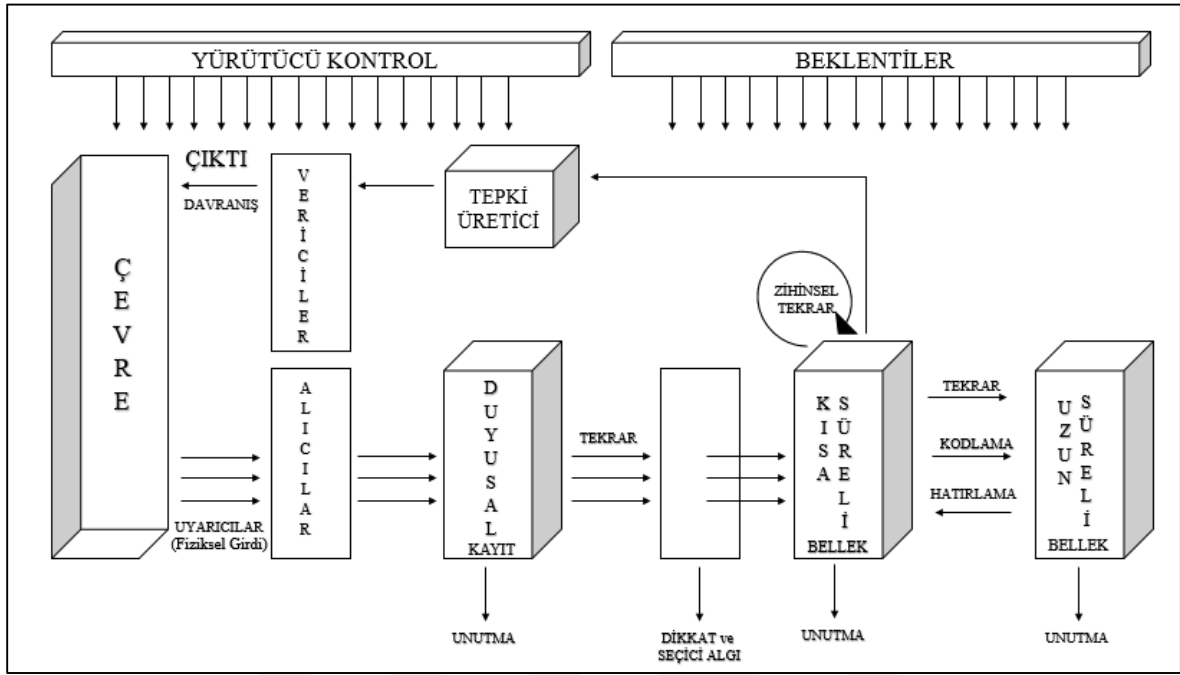 YÜRÜTÜCÜ KONTROL
BEKLENTİLER
ÇIKTI
DAVRANIŞ
VERİCİLER
TEPKİ
ÜRETİCİ
ÇEVRE
ZİHİNSEL
TEKRAR
UYARICILAR
(Fiziksel Girdi)
ALICILAR
DUYUSAL
KAYIT
TEKRAR
KISA
SÜRELİ
BELLEK
TEKRAR
KODLAMA
HATIRLAMA
UZUN
SÜRELİ
BELLEK
UNUTMA
DİKKAT ve
SEÇİCİ ALGI
UNUTMA
UNUTMA